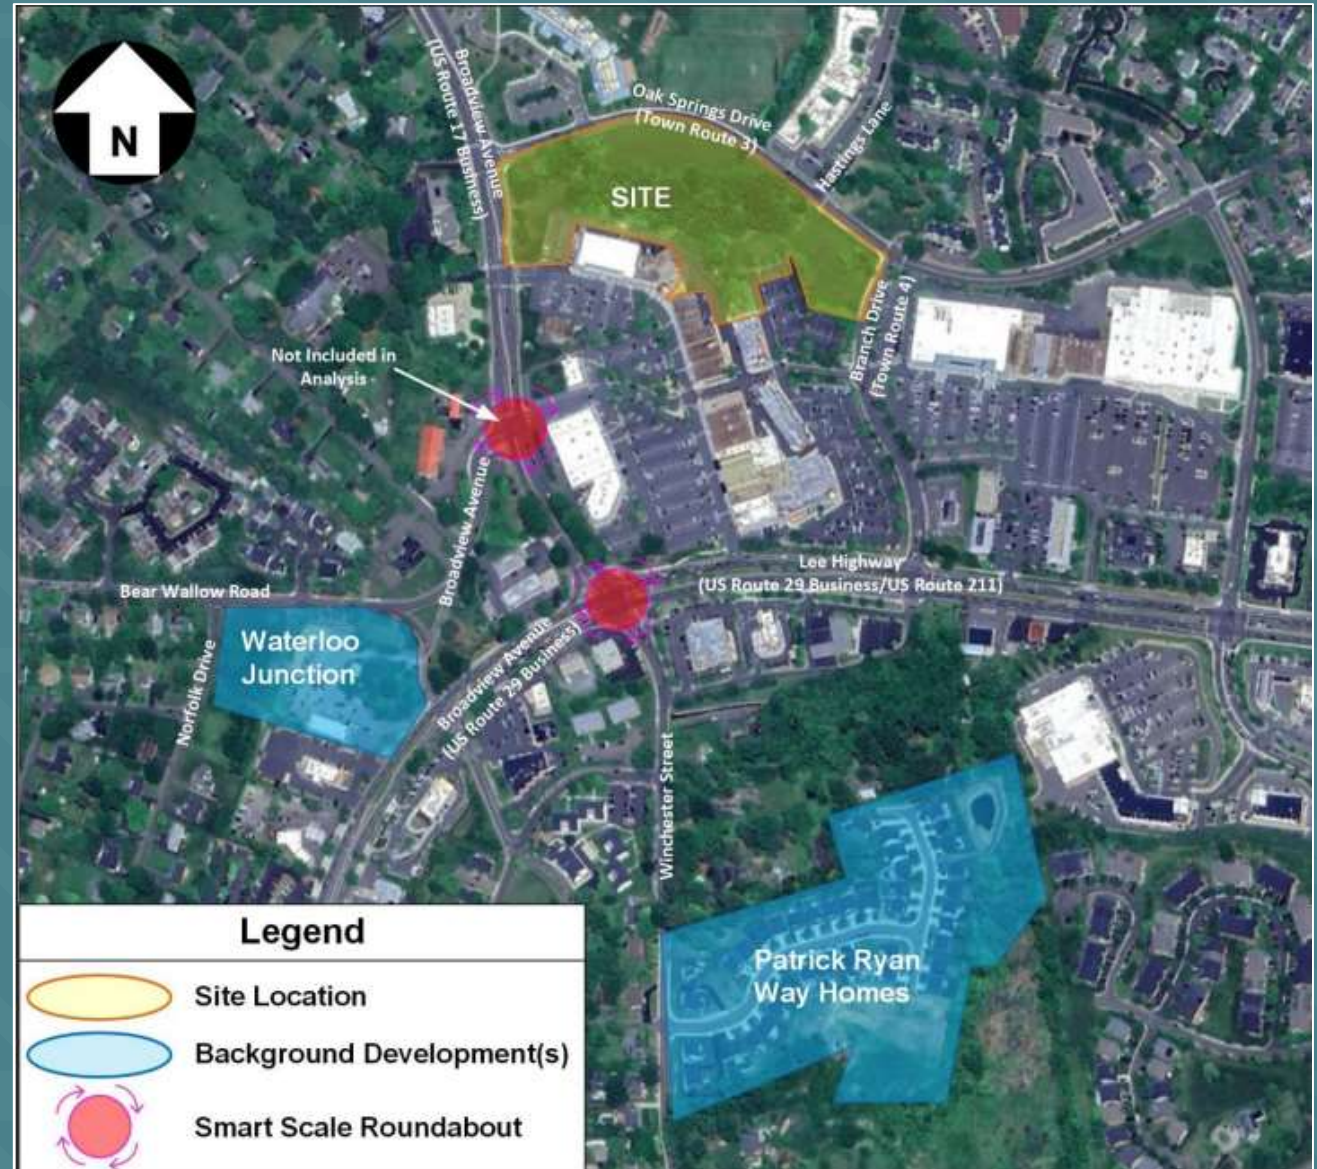 N
Broadview Avenue
(US Route 17 Business)
Oak Springs Drive
(Town Route 3)
Hastings Lane
SITE
Branch Drive
(Town Route 4)
Not Included in
Analysis
Broadview Avenue
Lee Highway
(US Route 29 Business/US Route 211)
Bear Wallow Road
Waterloo
Junction
Norfolk Drive
Broadview Avenue
(US Route 29 Business)
Winchester Street
Patrick Ryan
Way Homes
Legend
Site Location
Background Development(s)
Smart Scale Roundabout